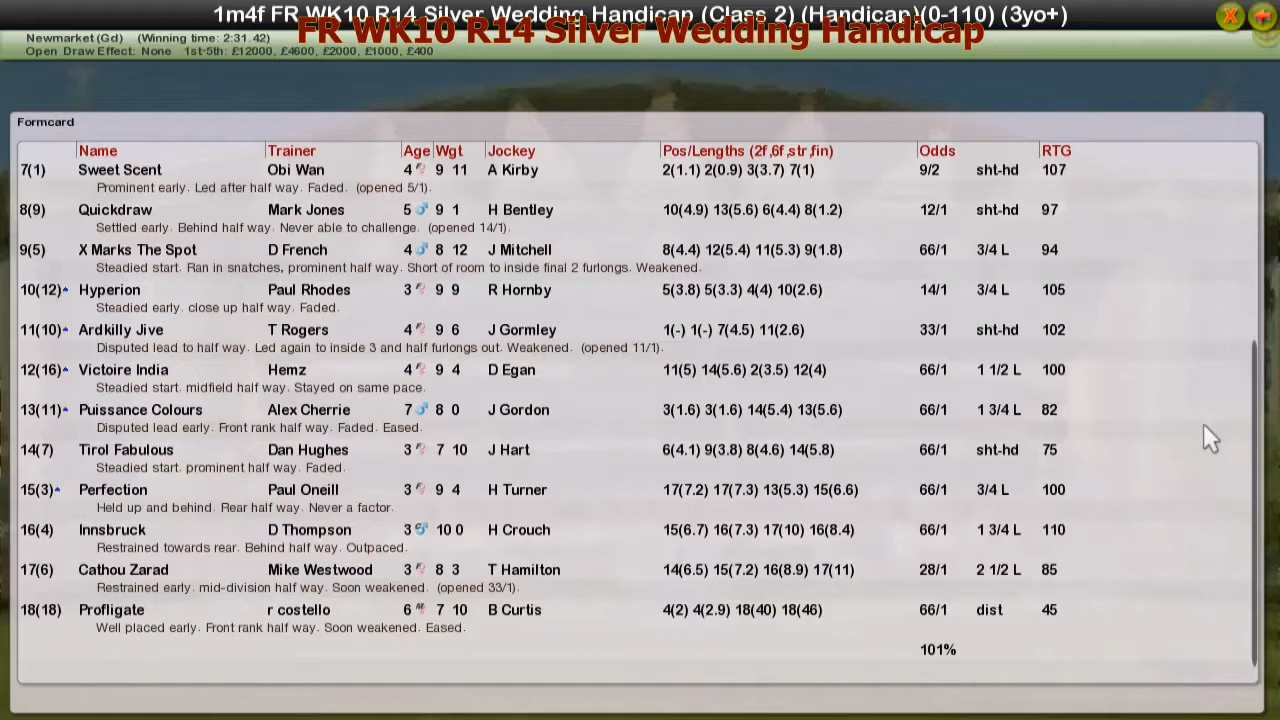 1m4f FR WK10 R14 Silver Wedding Handicap (Class 2) (Handicap)(0-110) (3yo+)
FR WK10 R14 Silver Wedding Handicap
Newmarket(Gd) (Winning time: 2:31.42)
Open Draw Effect: None 1st-5th: £12000, £4600, £2000, £1000, £400
Formcard
Name Trainer Age Wgt Jockey Pos/Lengths (2f,6f,str,fin) Odds RTG
7(1) Sweet Scent Obi Wan 4 9 11 A Kirby 2(1.1) 2(0.9) 3(3.7) 7(1) 9/2 sht-hd 107
Prominent early. Led after half way. Faded. (opened 5/1).
8(9) Quickdraw Mark Jones 5 9 1 H Bentley 10(4.9) 13(5.6) 6(4.4) 8(1.2) 12/1 sht-hd 97
Settled early. Behind half way. Never able to challenge. (opened 14/1).
9(5) X Marks The Spot D French 4 8 12 J Mitchell 8(4.4) 12(5.4) 11(5.3) 9(1.8) 66/1 3/4 L 94
Steadied start. Ran in snatches, prominent half way. Short of room to inside final 2 furlongs. Weakened.
10(12) Hyperion Paul Rhodes 3 9 9 R Hornby 5(3.8) 5(3.3) 4(4) 10(2.6) 14/1 3/4 L 105
Steadied early. close up half way. Faded.
11(10) Ardkilly Jive T Rogers 4 9 6 J Gormley 1(-) 1(-) 7(4.5) 11(2.6) 33/1 sht-hd 102
Disputed lead to half way. Led again to inside 3 and half furlongs out. Weakened. (opened 11/1).
12(16) Victoire India Hemz 4 9 4 D Egan 11(5) 14(5.6) 2(3.5) 12(4) 66/1 1 1/2 L 100
Steadied start. midfield half way. Stayed on same pace.
13(11) Puissance Colours Alex Cherrie 7 8 0 J Gordon 3(1.6) 3(1.6) 14(5.4) 13(5.6) 66/1 1 3/4 L 82
Disputed lead early. Front rank half way. Faded. Eased.
14(7) Tirol Fabulous Dan Hughes 3 7 10 J Hart 6(4.1) 9(3.8) 8(4.6) 14(5.8) 66/1 sht-hd 75
Steadied start. prominent half way. Faded.
15(3) Perfection Paul Oneill 3 9 4 H Turner 17(7.2) 17(7.3) 13(5.3) 15(6.6) 66/1 3/4 L 100
Held up and behind. Rear half way. Never a factor.
16(4) Innsbruck D Thompson 3 10 0 H Crouch 15(6.7) 16(7.3) 17(10) 16(8.4) 66/1 1 3/4 L 110
Restrained towards rear. Behind half way. Outpaced.
17(6) Cathou Zarad Mike Westwood 3 8 3 T Hamilton 14(6.5) 15(7.2) 16(8.9) 17(11) 28/1 2 1/2 L 85
Restrained early. mid-division half way. Soon weakened. (opened 33/1).
18(18) Profligate r costello 6 7 10 B Curtis 4(2) 4(2.9) 18(40) 18(46) 66/1 dist 45
Well placed early. Front rank half way. Soon weakened. Eased.
101%